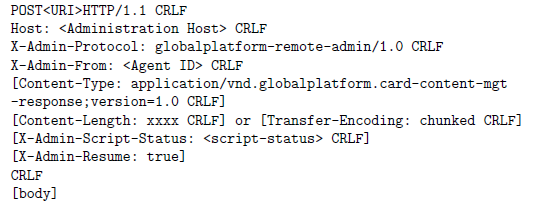 POST<URI>HTTP/1.1 CRLF
Host: <Administration Host> CRLF
X-Admin-Protocol: globalplatform-remote-admin/1.0 CRLF
X-Admin-From: <Agent ID> CRLF
[Content-Type: application/vnd.globalplatform.card-content-mgt
-response;version=1.0 CRLF]
[Content-Length: xxxx CRLF] or [Transfer-Encoding: chunked CRLF]
[X-Admin-Script-Status: <script-status> CRLF]
[X-Admin-Resume: true]
CRLF
[body]